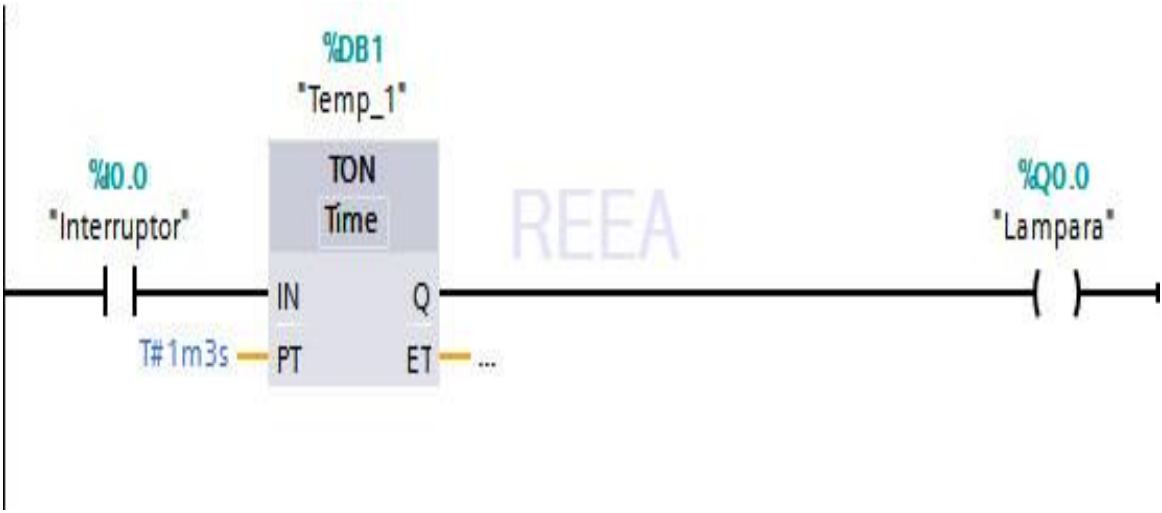 %DB1
"Temp_1"
%I0.0
"Interruptor"
TON
Time
REEA
%Q0.0
"Lampara"
IN
Q
T#1m3s
PT
ET
...